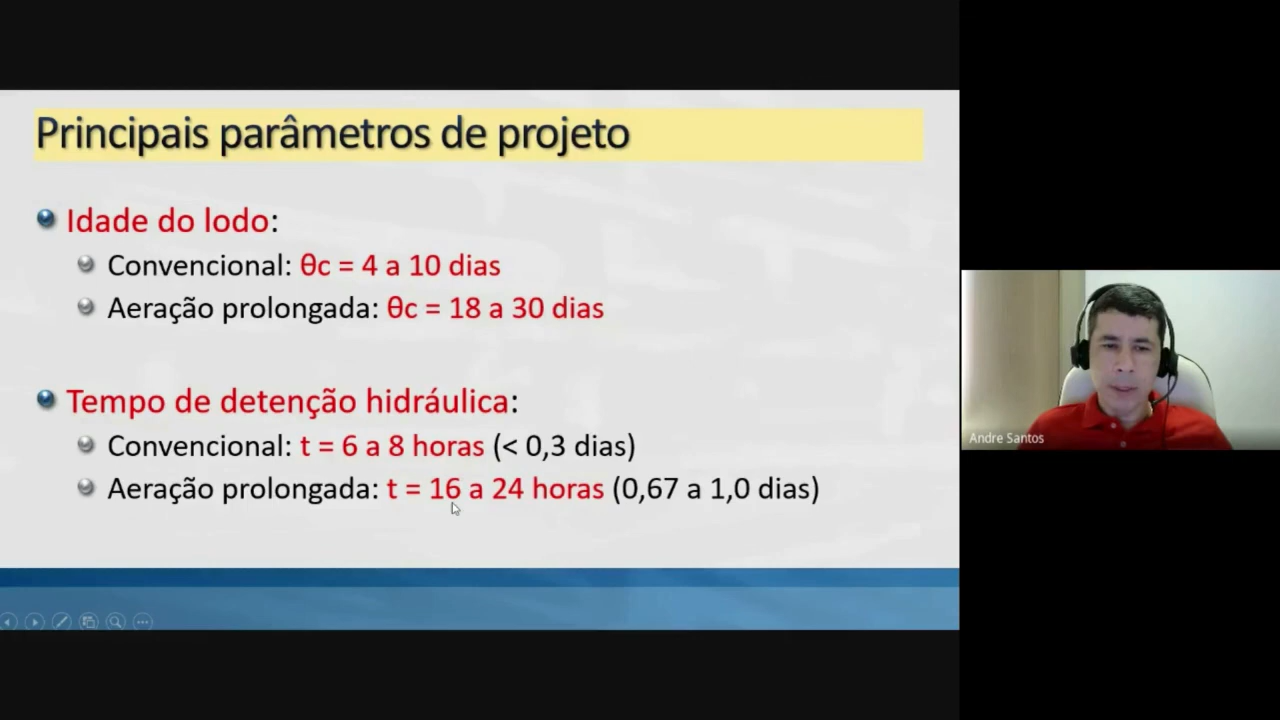 Principais parâmetros de projeto
Idade do lodo:
Convencional: θc = 4 a 10 dias
Aeração prolongada: θc = 18 a 30 dias
Tempo de detenção hidráulica:
Convencional: t = 6 a 8 horas (< 0,3 dias)
Aeração prolongada: t = 16 a 24 horas (0,67 a 1,0 dias)
Andre Santos